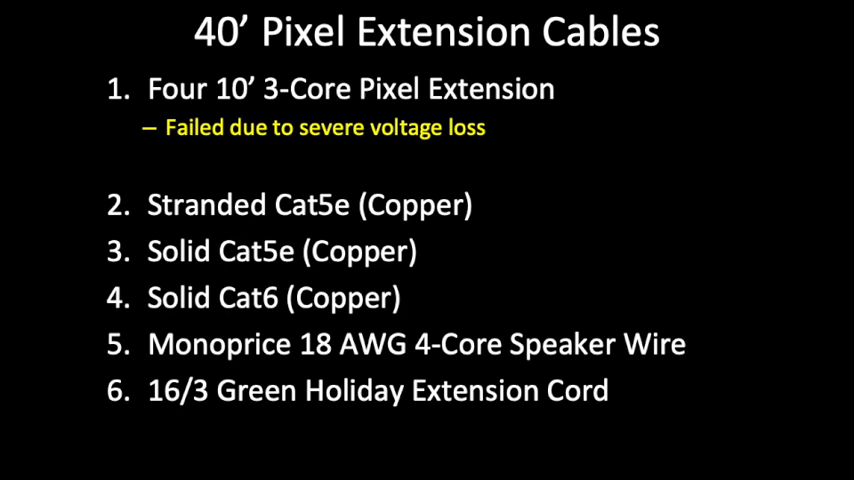 40’ Pixel Extension Cables
1. Four 10’ 3-Core Pixel Extension
– Failed due to severe voltage loss
2. Stranded Cat5e (Copper)
3. Solid Cat5e (Copper)
4. Solid Cat6 (Copper)
5. Monoprice 18 AWG 4-Core Speaker Wire
6. 16/3 Green Holiday Extension Cord